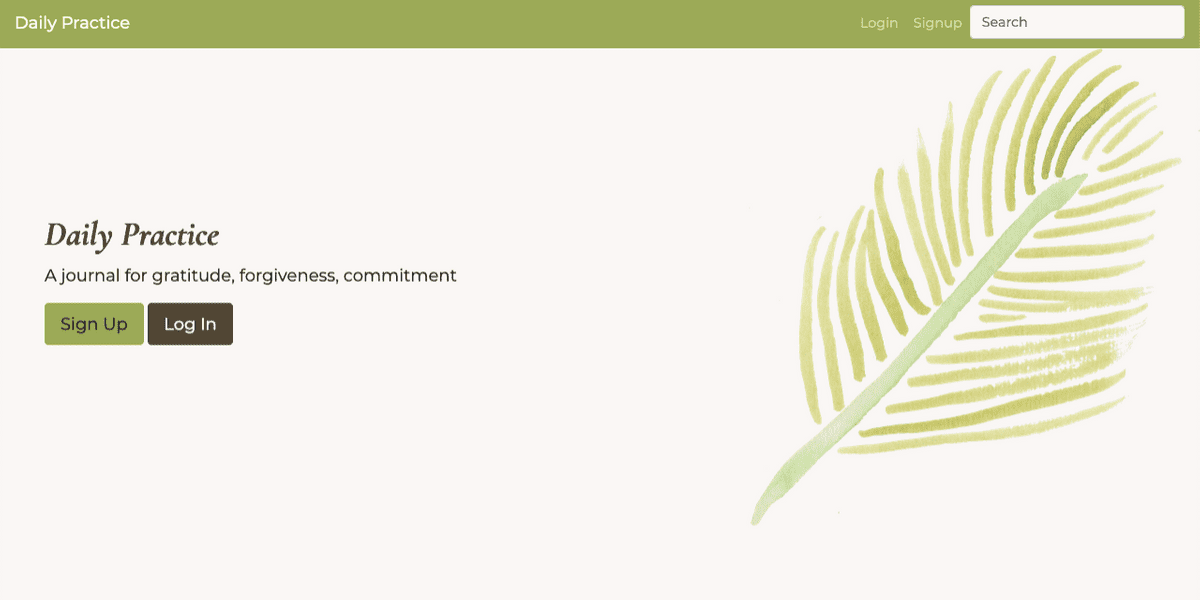 Daily Practice
Login Signup Search
Daily Practice
A journal for gratitude, forgiveness, commitment
Sign Up Log In